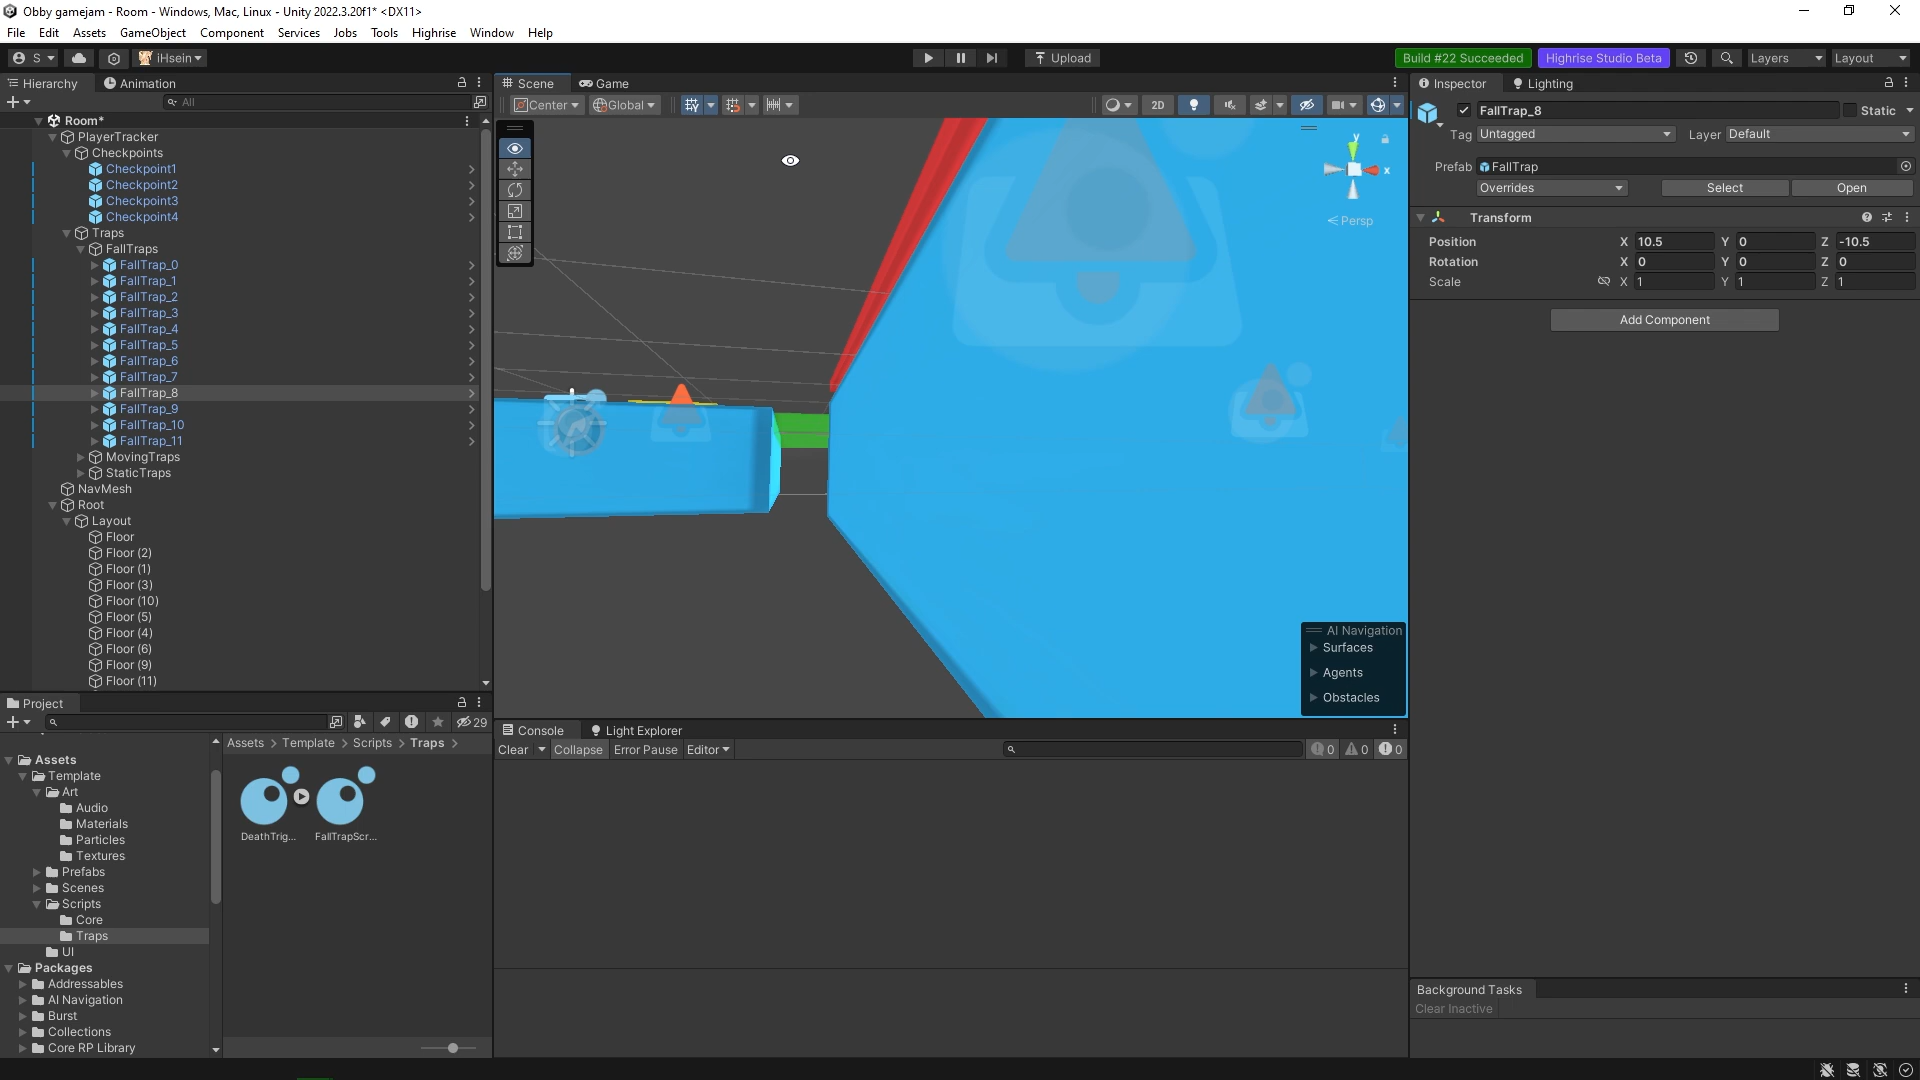 Obby gamejam - Room - Windows, Mac, Linux - Unity 2022.3.20f1* <DX11>
File Edit Assets GameObject Component Services Jobs Tools Highrise Window Help
S iHsein Upload Build #22 Succeeded Highrise Studio Beta Layers Layout
Hierarchy Animation
All
Room*
PlayerTracker
Checkpoints
Checkpoint1
Checkpoint2
Checkpoint3
Checkpoint4
Traps
FallTraps
FallTrap_0
FallTrap_1
FallTrap_2
FallTrap_3
FallTrap_4
FallTrap_5
FallTrap_6
FallTrap_7
FallTrap_8
FallTrap_9
FallTrap_10
FallTrap_11
MovingTraps
StaticTraps
NavMesh
Root
Layout
Floor
Floor (2)
Floor (1)
Floor (3)
Floor (10)
Floor (5)
Floor (4)
Floor (6)
Floor (9)
Floor (11)
Scene Game
Center Global 2D
y
x
Persp
AI Navigation
Surfaces
Agents
Obstacles
Inspector Lighting
FallTrap_8 Static
Tag Untagged Layer Default
Prefab FallTrap
Overrides Select Open
Transform
Position X 10.5 Y 0 Z -10.5
Rotation X 0 Y 0 Z 0
Scale X 1 Y 1 Z 1
Add Component
Project
29
Assets
Template
Art
Audio
Materials
Particles
Textures
Prefabs
Scenes
Scripts
Core
Traps
UI
Packages
Addressables
AI Navigation
Burst
Collections
Core RP Library
Assets > Template > Scripts > Traps >
DeathTrig... FallTrapScr...
Console Light Explorer
Clear Collapse Error Pause Editor 0 0 0
Background Tasks
Clear Inactive